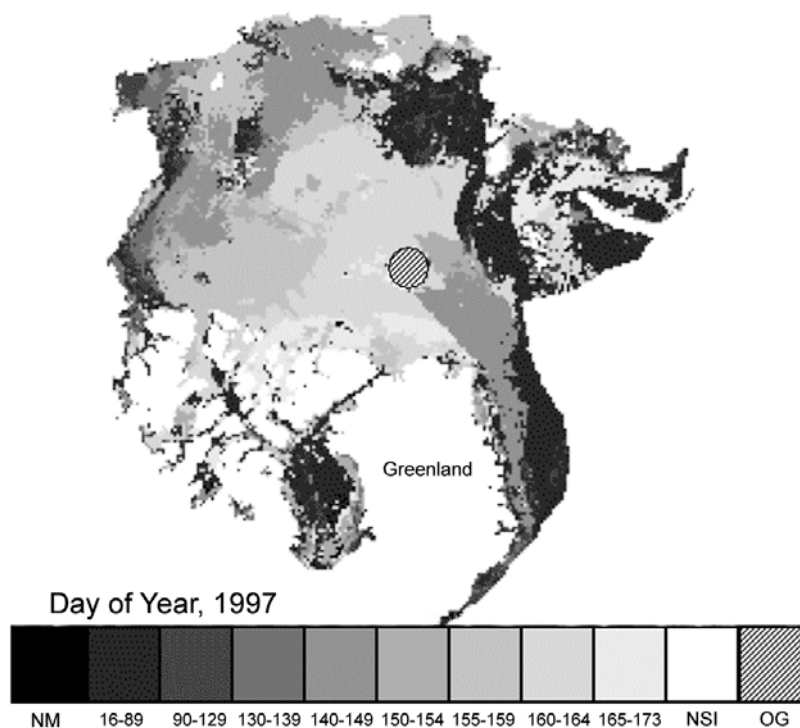 Greenland
Day of Year, 1997
NM 16-89 90-129 130-139 140-149 150-154 155-159 160-164 165-173 NSI OG